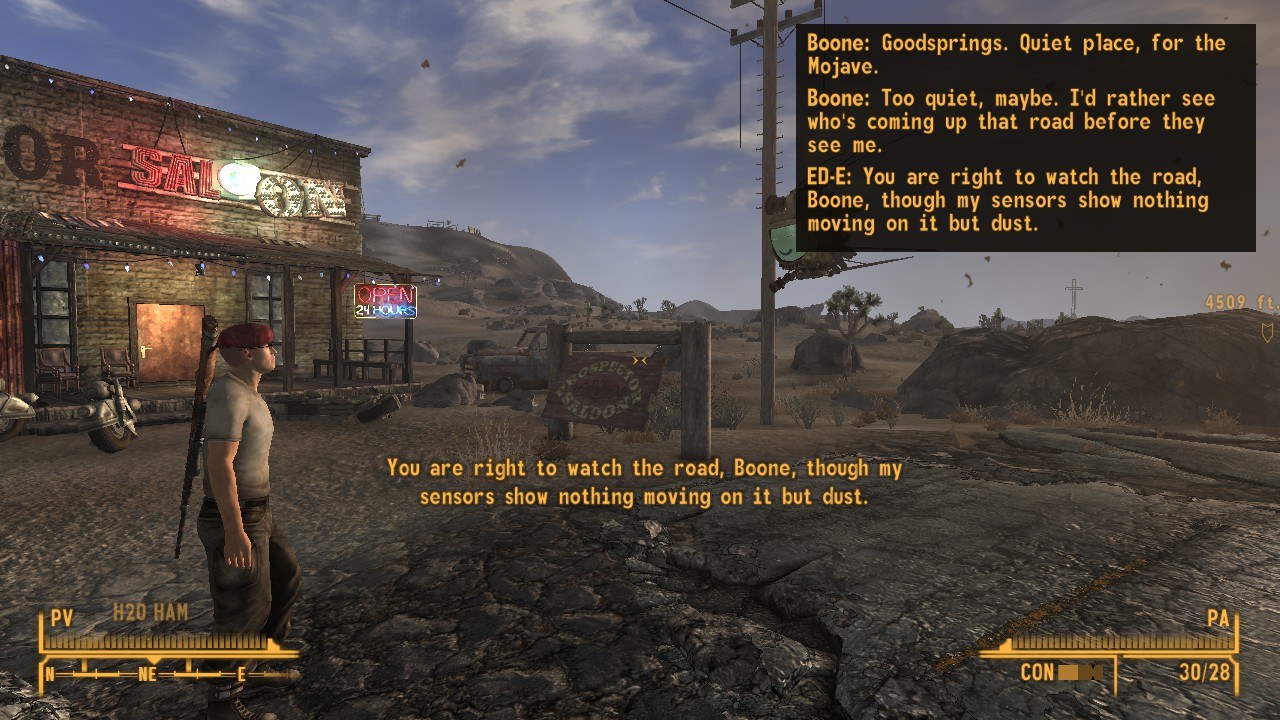 Boone: Goodsprings. Quiet place, for the
Mojave.
Boone: Too quiet, maybe. I'd rather see
who's coming up that road before they
see me.
ED-E: You are right to watch the road,
Boone, though my sensors show nothing
moving on it but dust.
OR SALOON
OPEN
24 HOURS
4509 ft.
PROSPECTOR
SALOON
You are right to watch the road, Boone, though my
sensors show nothing moving on it but dust.
PV H2O HAM
N NE E
PA
CON 30/28